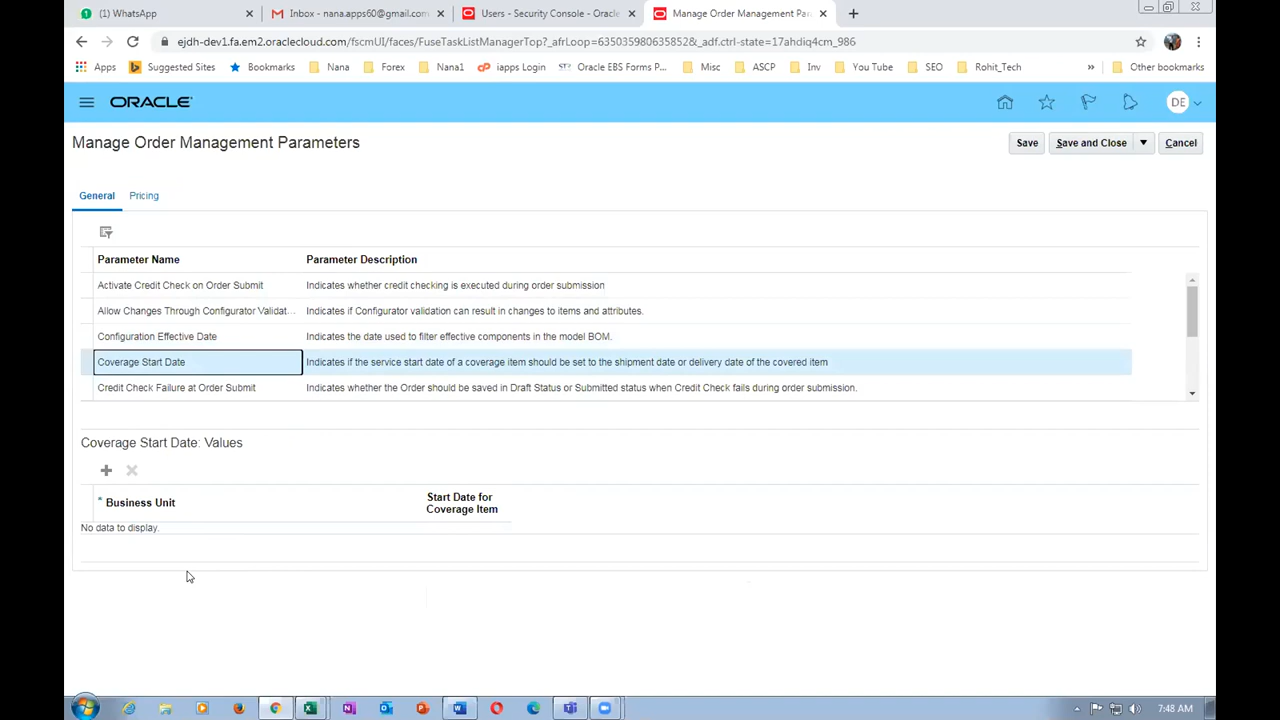 (1) WhatsApp
Inbox - nana.apps60@gmail.com
Users - Security Console - Oracle
Manage Order Management Par
ejdh-dev1.fa.em2.oraclecloud.com/fscmUI/faces/FuseTaskListManagerTop?_afrLoop=6350359806358526&_adf.ctrl-state=17ahdiq4cm_986
Apps
Suggested Sites
Bookmarks
Nana
Forex
Nana1
iapps Login
Oracle EBS Forms P...
Misc
ASCP
Inv
You Tube
SEO
Rohit_Tech
»
Other bookmarks
ORACLE
DE
Manage Order Management Parameters
Save
Save and Close
Cancel
General
Pricing
Parameter Name
Parameter Description
Activate Credit Check on Order Submit
Indicates whether credit checking is executed during order submission
Allow Changes Through Configurator Validat...
Indicates if Configurator validation can result in changes to items and attributes.
Configuration Effective Date
Indicates the date used to filter effective components in the model BOM.
Coverage Start Date
Indicates if the service start date of a coverage item should be set to the shipment date or delivery date of the covered item
Credit Check Failure at Order Submit
Indicates whether the Order should be saved in Draft Status or Submitted status when Credit Check fails during order submission.
Coverage Start Date: Values
* Business Unit
Start Date for
Coverage Item
No data to display.
7:48 AM